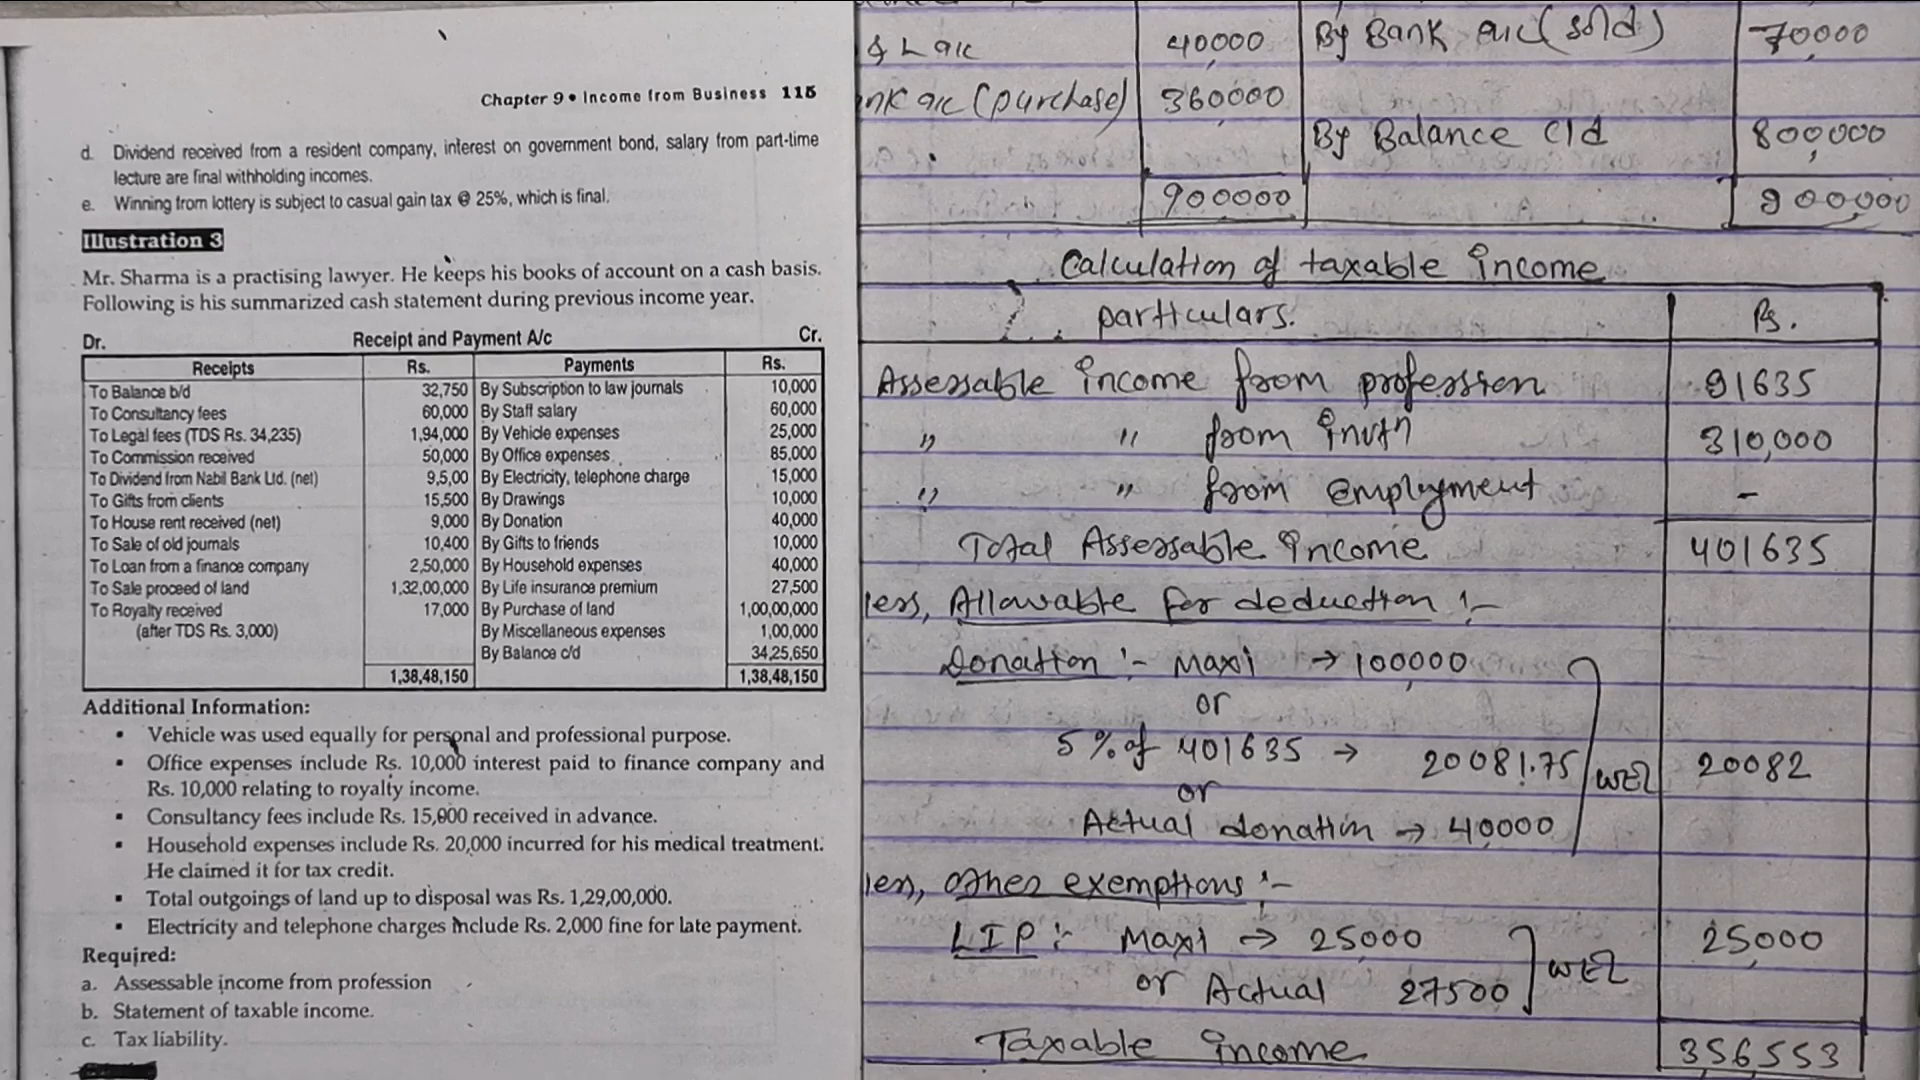 Chapter 9 • Income from Business 115
d. Dividend received from a resident company, interest on government bond, salary from part-time
lecture are final withholding incomes.
e. Winning from lottery is subject to casual gain tax @ 25%, which is final.
Illustration 3
Mr. Sharma is a practising lawyer. He keeps his books of account on a cash basis.
Following is his summarized cash statement during previous income year.
Dr. Receipt and Payment A/c Cr.
Receipts Rs. Payments Rs.
To Balance b/d 32,750 By Subscription to law journals 10,000
To Consultancy fees 60,000 By Staff salary 60,000
To Legal fees (TDS Rs. 34,235) 1,94,000 By Vehicle expenses 25,000
To Commission received 50,000 By Office expenses 85,000
To Dividend from Nabil Bank Ltd. (net) 9,5,00 By Electricity, telephone charge 15,000
To Gifts from clients 15,500 By Drawings 10,000
To House rent received (net) 9,000 By Donation 40,000
To Sale of old journals 10,400 By Gifts to friends 10,000
To Loan from a finance company 2,50,000 By Household expenses 40,000
To Sale proceed of land 1,32,00,000 By Life insurance premium 27,500
To Royalty received 17,000 By Purchase of land 1,00,00,000
(after TDS Rs. 3,000) By Miscellaneous expenses 1,00,000
By Balance c/d 34,25,650
1,38,48,150 1,38,48,150
Additional Information:
• Vehicle was used equally for personal and professional purpose.
• Office expenses include Rs. 10,000 interest paid to finance company and
Rs. 10,000 relating to royalty income.
• Consultancy fees include Rs. 15,000 received in advance.
• Household expenses include Rs. 20,000 incurred for his medical treatment.
He claimed it for tax credit.
• Total outgoings of land up to disposal was Rs. 1,29,00,000.
• Electricity and telephone charges include Rs. 2,000 fine for late payment.
Required:
a. Assessable income from profession
b. Statement of taxable income.
c. Tax liability.
& L a/c 40,000 By Bank a/c (sold) 70000
nk a/c (purchase) 360000
By Balance c/d 800,000
900000 900,000
Calculation of taxable income
particulars. Rs.
Assessable income from profession 91635
" " from invtn 310,000
" " from employment -
Total Assessable income 401635
less, Allowable for deduction :-
Donation :- Maxi → 100000
or
5% of 401635 → 20081.75 WEL 20082
or
Actual donation → 40000
less, other exemptions :-
LIP :- Maxi → 25000 25000
or Actual 27500 WEL
Taxable income 356553